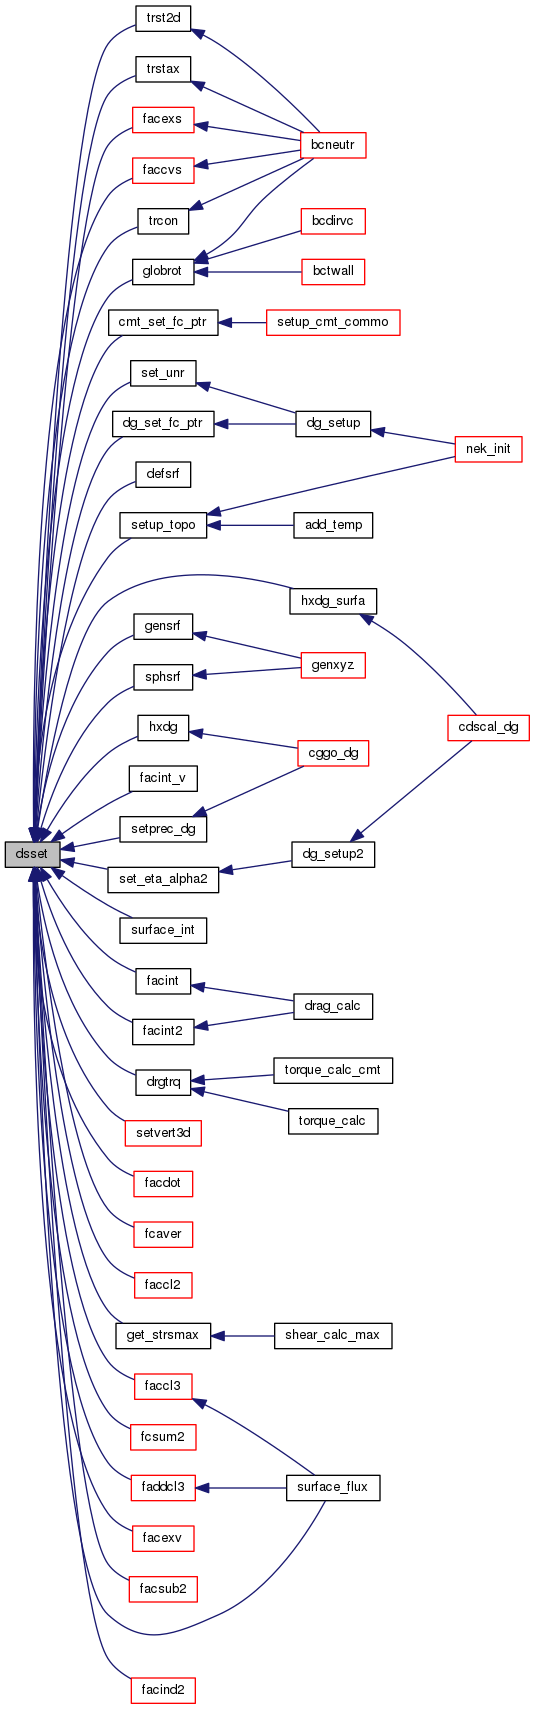 trst2d
trstax
facexs
bcneutr
faccvs
trcon
bcdirvc
globrot
bctwall
cmt_set_fc_ptr
setup_cmt_commo
set_unr
dg_set_fc_ptr
dg_setup
nek_init
defsrf
setup_topo
add_temp
hxdg_surfa
gensrf
genxyz
sphsrf
hxdg
cdscal_dg
cggo_dg
facint_v
setprec_dg
dsset
dg_setup2
set_eta_alpha2
surface_int
facint
drag_calc
facint2
torque_calc_cmt
drgtrq
torque_calc
setvert3d
facdot
fcaver
faccl2
get_strsmax
shear_calc_max
faccl3
fcsum2
faddcl3
surface_flux
facexv
facsub2
facind2